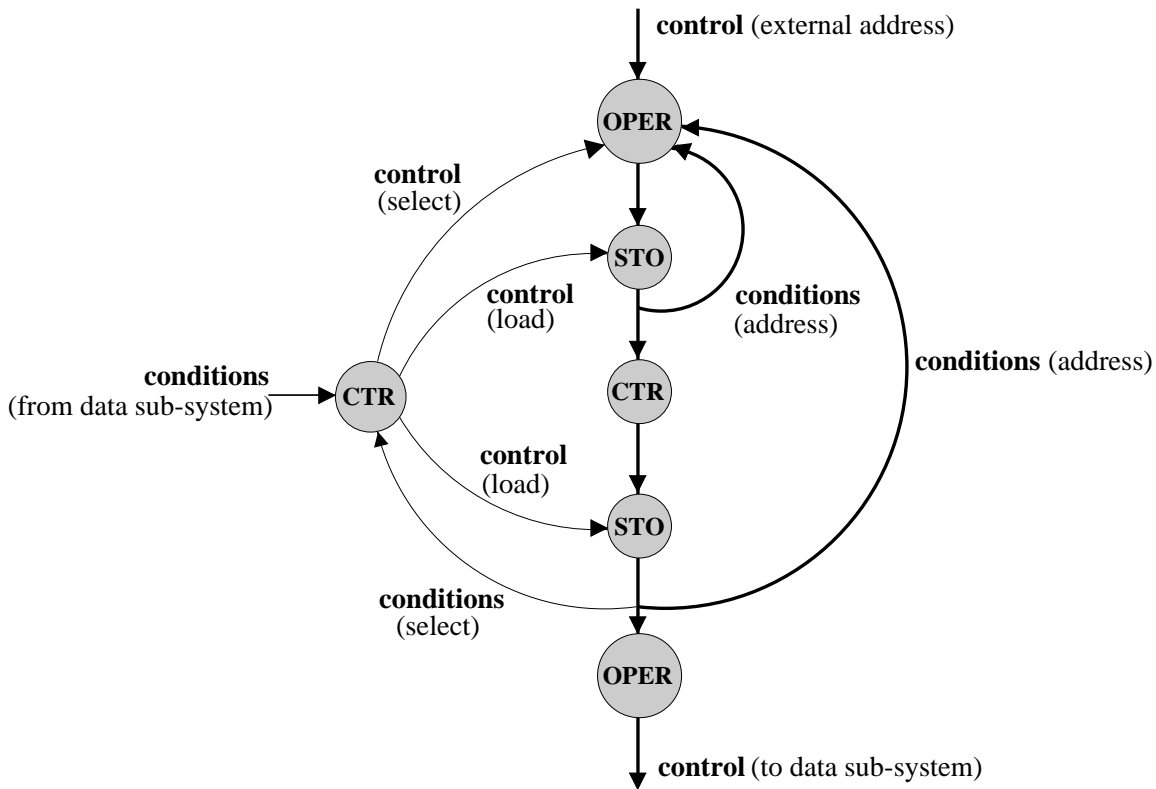 control (external address)
OPER
control
(select)
STO
control
(load)
conditions
(address)
conditions (address)
conditions
(from data sub-system)
CTR
CTR
control
(load)
STO
conditions
(select)
OPER
control (to data sub-system)